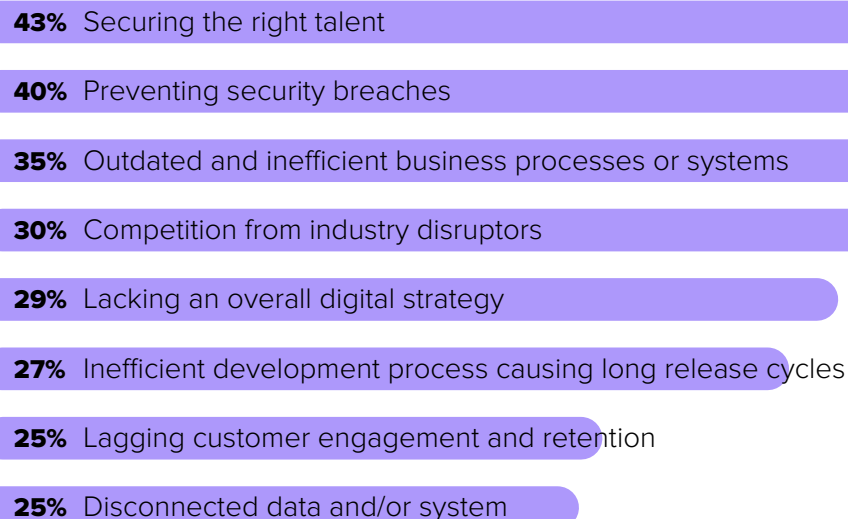 43% Securing the right talent
40% Preventing security breaches
35% Outdated and inefficient business processes or systems
30% Competition from industry disruptors
29% Lacking an overall digital strategy
27% Inefficient development process causing long release cycles
25% Lagging customer engagement and retention
25% Disconnected data and/or system